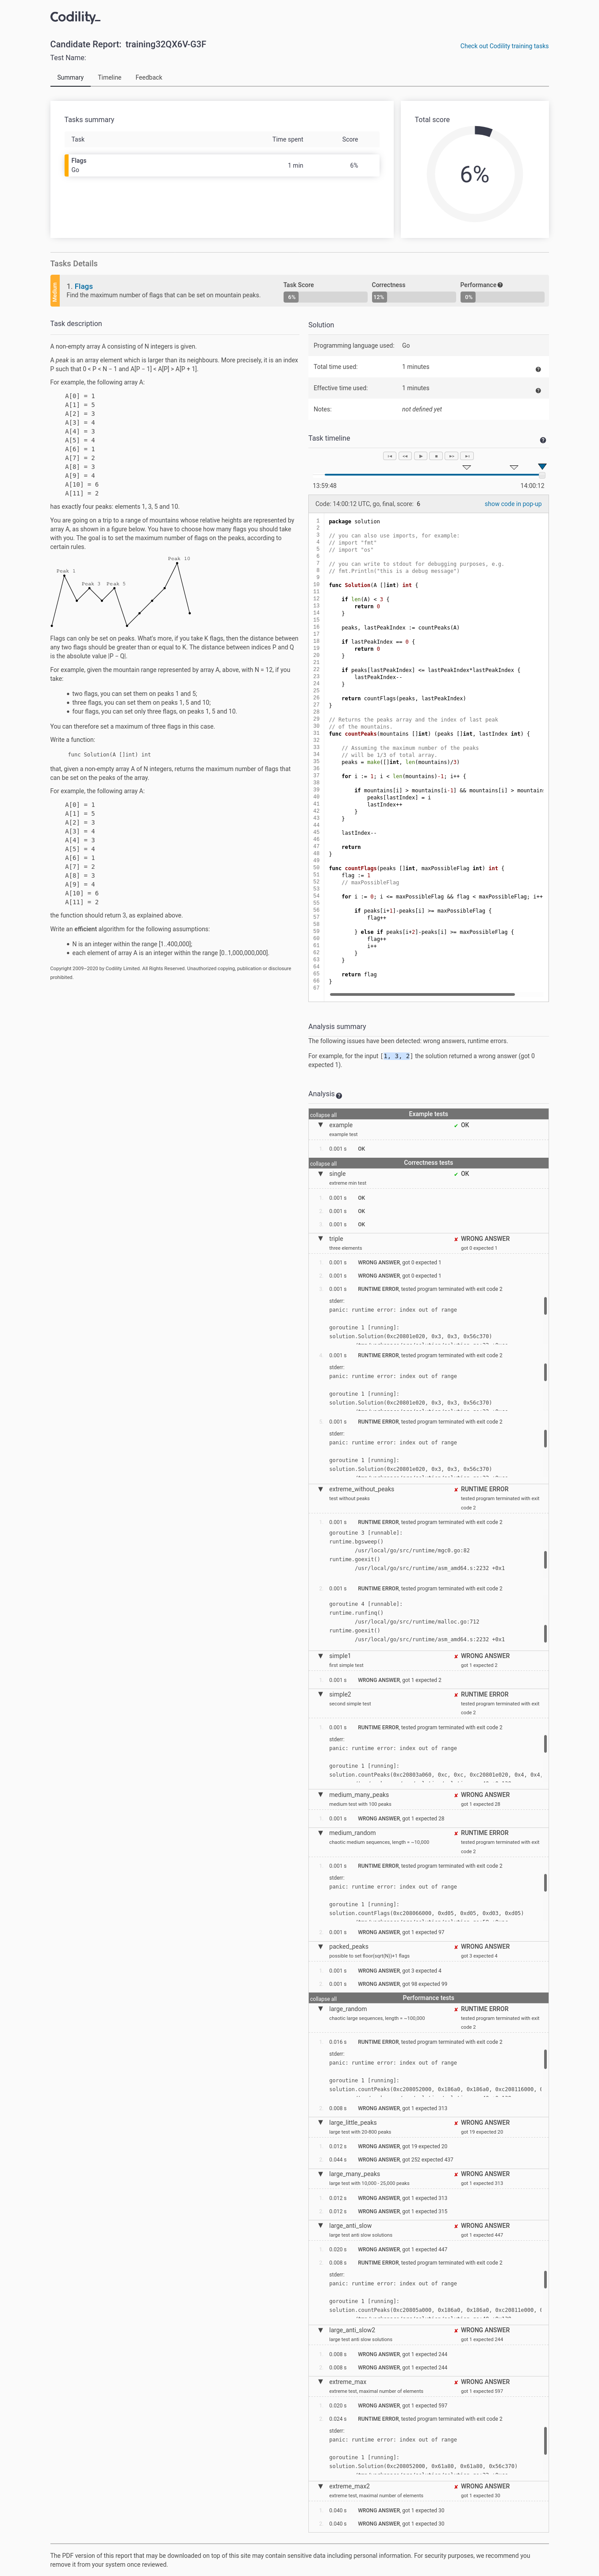 Codility_
Candidate Report: training32QX6V-G3F
Check out Codility training tasks
Test Name:
Summary Timeline Feedback
Tasks summary
Task Time spent Score
Flags
Go
1 min 6%
Total score
6%
Tasks Details
Medium
1. Flags
Find the maximum number of flags that can be set on mountain peaks.
Task Score
6%
Correctness
12%
Performance
0%
Task description
A non-empty array A consisting of N integers is given.
A peak is an array element which is larger than its neighbours. More precisely, it is an index
P such that 0 < P < N − 1 and A[P − 1] < A[P] > A[P + 1].
For example, the following array A:
A[0] = 1
A[1] = 5
A[2] = 3
A[3] = 4
A[4] = 3
A[5] = 4
A[6] = 1
A[7] = 2
A[8] = 3
A[9] = 4
A[10] = 6
A[11] = 2
has exactly four peaks: elements 1, 3, 5 and 10.
You are going on a trip to a range of mountains whose relative heights are represented by
array A, as shown in a figure below. You have to choose how many flags you should take
with you. The goal is to set the maximum number of flags on the peaks, according to
certain rules.
Peak 1
Peak 3
Peak 5
Peak 10
Flags can only be set on peaks. What's more, if you take K flags, then the distance between
any two flags should be greater than or equal to K. The distance between indices P and Q
is the absolute value |P − Q|.
For example, given the mountain range represented by array A, above, with N = 12, if you
take:
• two flags, you can set them on peaks 1 and 5;
• three flags, you can set them on peaks 1, 5 and 10;
• four flags, you can set only three flags, on peaks 1, 5 and 10.
You can therefore set a maximum of three flags in this case.
Write a function:
func Solution(A []int) int
that, given a non-empty array A of N integers, returns the maximum number of flags that
can be set on the peaks of the array.
For example, the following array A:
A[0] = 1
A[1] = 5
A[2] = 3
A[3] = 4
A[4] = 3
A[5] = 4
A[6] = 1
A[7] = 2
A[8] = 3
A[9] = 4
A[10] = 6
A[11] = 2
the function should return 3, as explained above.
Write an efficient algorithm for the following assumptions:
• N is an integer within the range [1..400,000];
• each element of array A is an integer within the range [0..1,000,000,000].
Copyright 2009–2020 by Codility Limited. All Rights Reserved. Unauthorized copying, publication or disclosure
prohibited.
Solution
Programming language used: Go
Total time used: 1 minutes
Effective time used: 1 minutes
Notes: not defined yet
Task timeline
13:59:48 14:00:12
Code: 14:00:12 UTC, go, final, score: 6
show code in pop-up
1 package solution
2
3 // you can also use imports, for example:
4 // import "fmt"
5 // import "os"
6
7 // you can write to stdout for debugging purposes, e.g.
8 // fmt.Println("this is a debug message")
9
10 func Solution(A []int) int {
11
12 if len(A) < 3 {
13 return 0
14 }
15
16 peaks, lastPeakIndex := countPeaks(A)
17
18 if lastPeakIndex == 0 {
19 return 0
20 }
21
22 if peaks[lastPeakIndex] <= lastPeakIndex*lastPeakIndex {
23 lastPeakIndex--
24 }
25
26 return countFlags(peaks, lastPeakIndex)
27 }
28
29 // Returns the peaks array and the index of last peak
30 // of the mountains.
31 func countPeaks(mountains []int) (peaks []int, lastIndex int) {
32
33 // Assuming the maximum number of the peaks
34 // will be 1/3 of total array.
35 peaks = make([]int, len(mountains)/3)
36
37 for i := 1; i < len(mountains)-1; i++ {
38
39 if mountains[i] > mountains[i-1] && mountains[i] > mountain
40 peaks[lastIndex] = i
41 lastIndex++
42 }
43 }
44
45 lastIndex--
46
47 return
48 }
49
50 func countFlags(peaks []int, maxPossibleFlag int) int {
51 flag := 1
52 // maxPossibleFlag
53
54 for i := 0; i <= maxPossibleFlag && flag < maxPossibleFlag; i++
55
56 if peaks[i+1]-peaks[i] >= maxPossibleFlag {
57 flag++
58
59 } else if peaks[i+2]-peaks[i] >= maxPossibleFlag {
60 flag++
61 i++
62 }
63 }
64
65 return flag
66 }
67
Analysis summary
The following issues have been detected: wrong answers, runtime errors.
For example, for the input [1, 3, 2] the solution returned a wrong answer (got 0
expected 1).
Analysis
collapse all Example tests
▼ example ✔ OK
example test
1. 0.001 s OK
collapse all Correctness tests
▼ single ✔ OK
extreme min test
1. 0.001 s OK
2. 0.001 s OK
3. 0.001 s OK
▼ triple ✘ WRONG ANSWER
three elements got 0 expected 1
1. 0.001 s WRONG ANSWER, got 0 expected 1
2. 0.001 s WRONG ANSWER, got 0 expected 1
3. 0.001 s RUNTIME ERROR, tested program terminated with exit code 2
stderr:
panic: runtime error: index out of range
goroutine 1 [running]:
solution.Solution(0xc20801e020, 0x3, 0x3, 0x56c370)
4. 0.001 s RUNTIME ERROR, tested program terminated with exit code 2
stderr:
panic: runtime error: index out of range
goroutine 1 [running]:
solution.Solution(0xc20801e020, 0x3, 0x3, 0x56c370)
5. 0.001 s RUNTIME ERROR, tested program terminated with exit code 2
stderr:
panic: runtime error: index out of range
goroutine 1 [running]:
solution.Solution(0xc20801e020, 0x3, 0x3, 0x56c370)
▼ extreme_without_peaks ✘ RUNTIME ERROR
test without peaks tested program terminated with exit
code 2
1. 0.001 s RUNTIME ERROR, tested program terminated with exit code 2
goroutine 3 [runnable]:
runtime.bgsweep()
/usr/local/go/src/runtime/mgc0.go:82
runtime.goexit()
/usr/local/go/src/runtime/asm_amd64.s:2232 +0x1
2. 0.001 s RUNTIME ERROR, tested program terminated with exit code 2
goroutine 4 [runnable]:
runtime.runfinq()
/usr/local/go/src/runtime/malloc.go:712
runtime.goexit()
/usr/local/go/src/runtime/asm_amd64.s:2232 +0x1
▼ simple1 ✘ WRONG ANSWER
first simple test got 1 expected 2
1. 0.001 s WRONG ANSWER, got 1 expected 2
▼ simple2 ✘ RUNTIME ERROR
second simple test tested program terminated with exit
code 2
1. 0.001 s RUNTIME ERROR, tested program terminated with exit code 2
stderr:
panic: runtime error: index out of range
goroutine 1 [running]:
solution.countPeaks(0xc20803a060, 0xc, 0xc, 0xc20801e020, 0x4, 0x4,
▼ medium_many_peaks ✘ WRONG ANSWER
medium test with 100 peaks got 1 expected 28
1. 0.001 s WRONG ANSWER, got 1 expected 28
▼ medium_random ✘ RUNTIME ERROR
chaotic medium sequences, length = ~10,000 tested program terminated with exit
code 2
1. 0.001 s RUNTIME ERROR, tested program terminated with exit code 2
stderr:
panic: runtime error: index out of range
goroutine 1 [running]:
solution.countFlags(0xc208066000, 0xd05, 0xd05, 0xd03, 0xd05)
2. 0.001 s WRONG ANSWER, got 1 expected 97
▼ packed_peaks ✘ WRONG ANSWER
possible to set floor(sqrt(N))+1 flags got 3 expected 4
1. 0.001 s WRONG ANSWER, got 3 expected 4
2. 0.001 s WRONG ANSWER, got 98 expected 99
collapse all Performance tests
▼ large_random ✘ RUNTIME ERROR
chaotic large sequences, length = ~100,000 tested program terminated with exit
code 2
1. 0.016 s RUNTIME ERROR, tested program terminated with exit code 2
stderr:
panic: runtime error: index out of range
goroutine 1 [running]:
solution.countPeaks(0xc208052000, 0x186a0, 0x186a0, 0xc208116000, (
2. 0.008 s WRONG ANSWER, got 1 expected 313
▼ large_little_peaks ✘ WRONG ANSWER
large test with 20-800 peaks got 19 expected 20
1. 0.012 s WRONG ANSWER, got 19 expected 20
2. 0.044 s WRONG ANSWER, got 252 expected 437
▼ large_many_peaks ✘ WRONG ANSWER
large test with 10,000 - 25,000 peaks got 1 expected 313
1. 0.012 s WRONG ANSWER, got 1 expected 313
2. 0.012 s WRONG ANSWER, got 1 expected 315
▼ large_anti_slow ✘ WRONG ANSWER
large test anti slow solutions got 1 expected 447
1. 0.020 s WRONG ANSWER, got 1 expected 447
2. 0.008 s RUNTIME ERROR, tested program terminated with exit code 2
stderr:
panic: runtime error: index out of range
goroutine 1 [running]:
solution.countPeaks(0xc20805a000, 0x186a0, 0x186a0, 0xc20811e000, (
▼ large_anti_slow2 ✘ WRONG ANSWER
large test anti slow solutions got 1 expected 244
1. 0.008 s WRONG ANSWER, got 1 expected 244
2. 0.008 s WRONG ANSWER, got 1 expected 244
▼ extreme_max ✘ WRONG ANSWER
extreme test, maximal number of elements got 1 expected 597
1. 0.020 s WRONG ANSWER, got 1 expected 597
2. 0.024 s RUNTIME ERROR, tested program terminated with exit code 2
stderr:
panic: runtime error: index out of range
goroutine 1 [running]:
solution.Solution(0xc208052000, 0x61a80, 0x61a80, 0x56c370)
▼ extreme_max2 ✘ WRONG ANSWER
extreme test, maximal number of elements got 1 expected 30
1. 0.040 s WRONG ANSWER, got 1 expected 30
2. 0.040 s WRONG ANSWER, got 1 expected 30
The PDF version of this report that may be downloaded on top of this site may contain sensitive data including personal information. For security purposes, we recommend you
remove it from your system once reviewed.